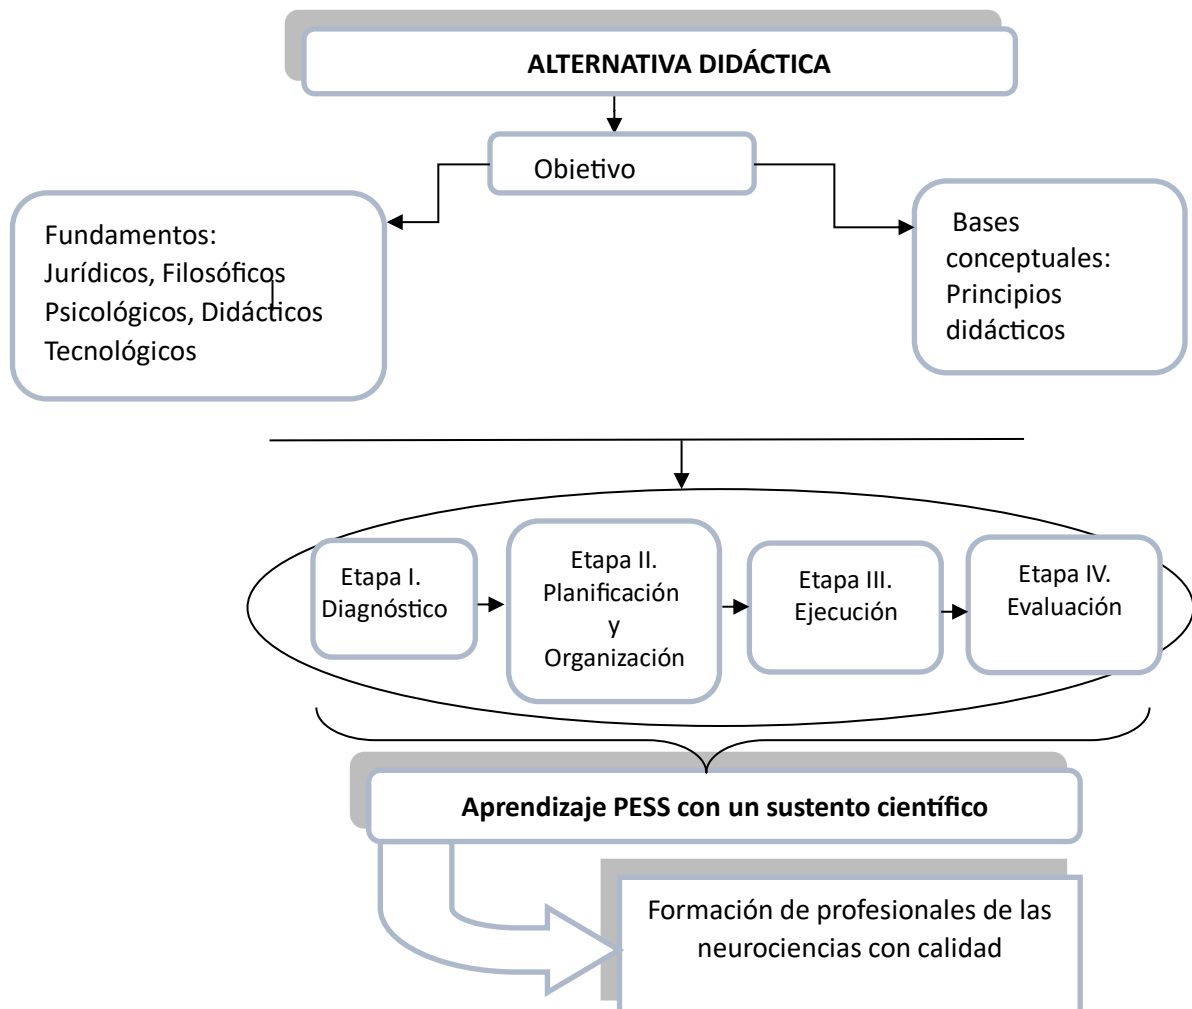 ALTERNATIVA DIDÁCTICA
Objetivo
Fundamentos:
Jurídicos, Filosóficos
Psicológicos, Didácticos
Tecnológicos
Bases
conceptuales:
Principios
didácticos
Etapa I.
Diagnóstico
Etapa II.
Planificación
y
Organización
Etapa III.
Ejecución
Etapa IV.
Evaluación
Aprendizaje PESS con un sustento científico
Formación de profesionales de las
neurociencias con calidad